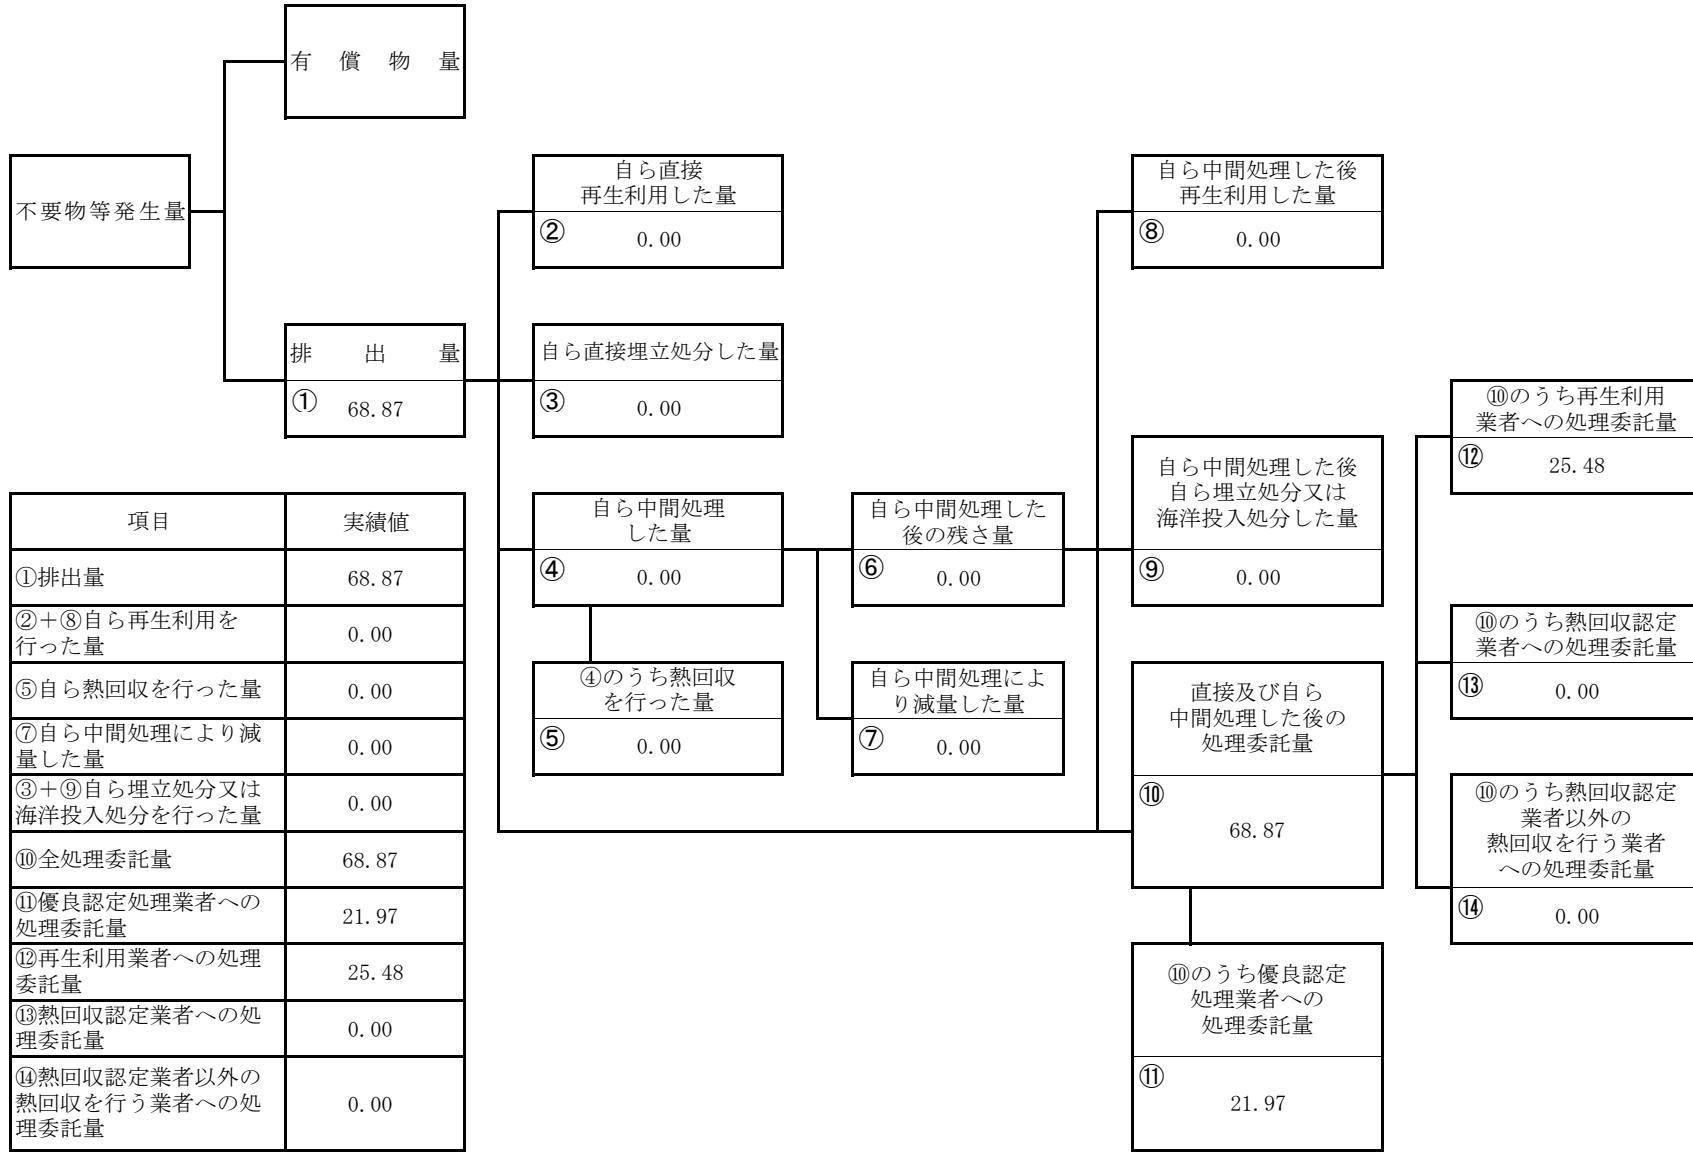 有償物量
不要物等発生量
自ら直接
再生利用した量
② 0.00
自ら中間処理した後
再生利用した量
⑧ 0.00
排出量
① 68.87
自ら直接埋立処分した量
③ 0.00
⑩のうち再生利用
業者への処理委託量
⑫ 25.48
自ら中間処理した後
自ら埋立処分又は
海洋投入処分した量
⑨ 0.00
自ら中間処理
した量
④ 0.00
自ら中間処理した
後の残さ量
⑥ 0.00
④のうち熱回収
を行った量
⑤ 0.00
自ら中間処理によ
り減量した量
⑦ 0.00
直接及び自ら
中間処理した後の
処理委託量
⑩
68.87
⑩のうち熱回収認定
業者への処理委託量
⑬ 0.00
⑩のうち熱回収認定
業者以外の
熱回収を行う業者
への処理委託量
⑭ 0.00
⑩のうち優良認定
処理業者への
処理委託量
⑪
21.97
項目 実績値
①排出量 68.87
②+⑧自ら再生利用を
行った量 0.00
⑤自ら熱回収を行った量 0.00
⑦自ら中間処理により減
量した量 0.00
③+⑨自ら埋立処分又は
海洋投入処分を行った量 0.00
⑩全処理委託量 68.87
⑪優良認定処理業者への
処理委託量 21.97
⑫再生利用業者への処理
委託量 25.48
⑬熱回収認定業者への処
理委託量 0.00
⑭熱回収認定業者以外の
熱回収を行う業者への処 0.00
理委託量